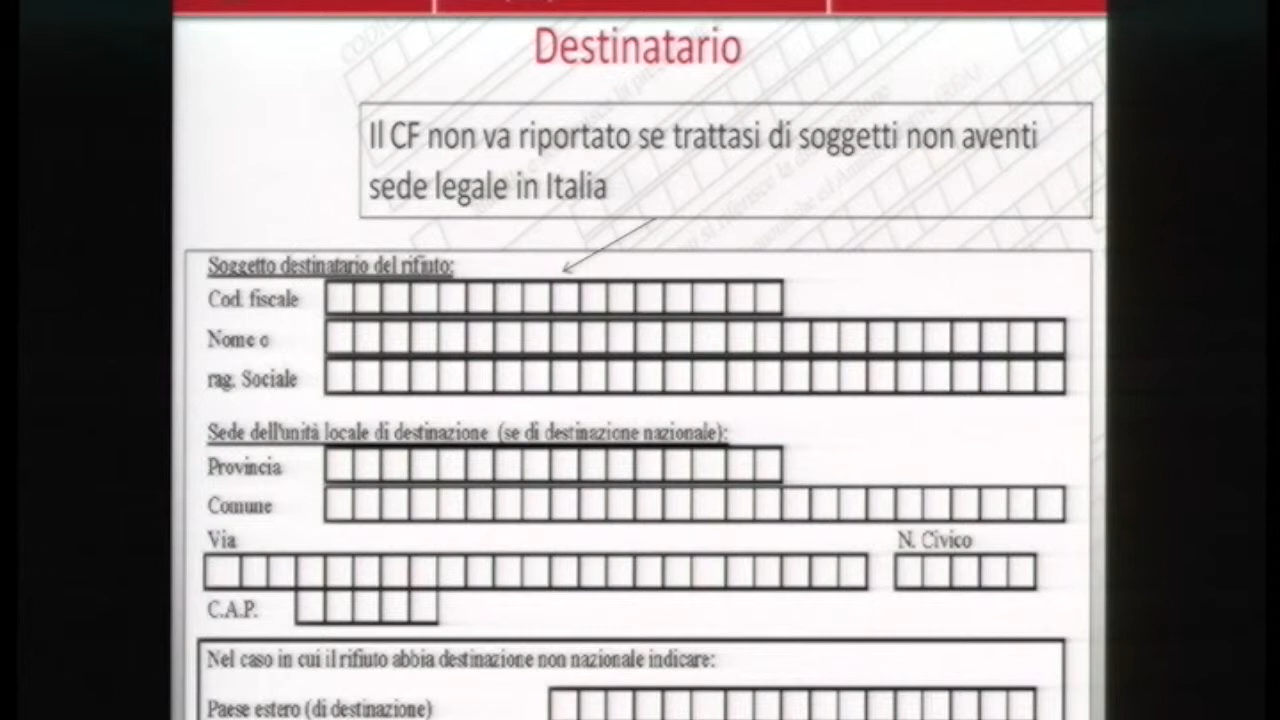 Destinatario
Il CF non va riportato se trattasi di soggetti non aventi
sede legale in Italia
Soggetto destinatario del rifiuto:
Cod. fiscale
Nome o
rag. Sociale
Sede dell'unità locale di destinazione (se di destinazione nazionale):
Provincia
Comune
Via
N. Civico
C.A.P.
Nel caso in cui il rifiuto abbia destinazione non nazionale indicare:
Paese estero (di destinazione)